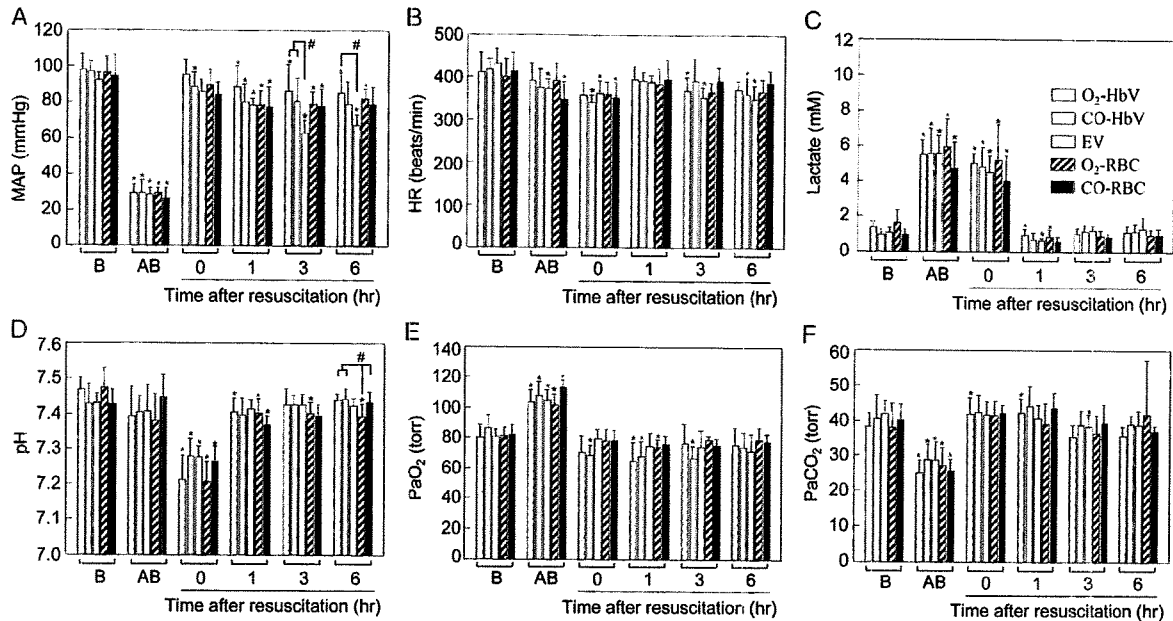 A
MAP (mmHg)
120
100
80
60
40
20
0
#
#
B
AB
0
1
3
6
Time after resuscitation (hr)
B
HR (beats/min)
500
400
300
200
100
0
B
AB
0
1
3
6
Time after resuscitation (hr)
C
Lactate (mM)
12
10
8
6
4
2
0
O₂-HbV
CO-HbV
EV
O₂-RBC
CO-RBC
B
AB
0
1
3
6
Time after resuscitation (hr)
D
pH
7.6
7.5
7.4
7.3
7.2
7.1
7.0
#
B
AB
0
1
3
6
Time after resuscitation (hr)
E
PaO₂ (torr)
140
120
100
80
60
40
20
0
B
AB
0
1
3
6
Time after resuscitation (hr)
F
PaCO₂ (torr)
60
50
40
30
20
10
0
B
AB
0
1
3
6
Time after resuscitation (hr)